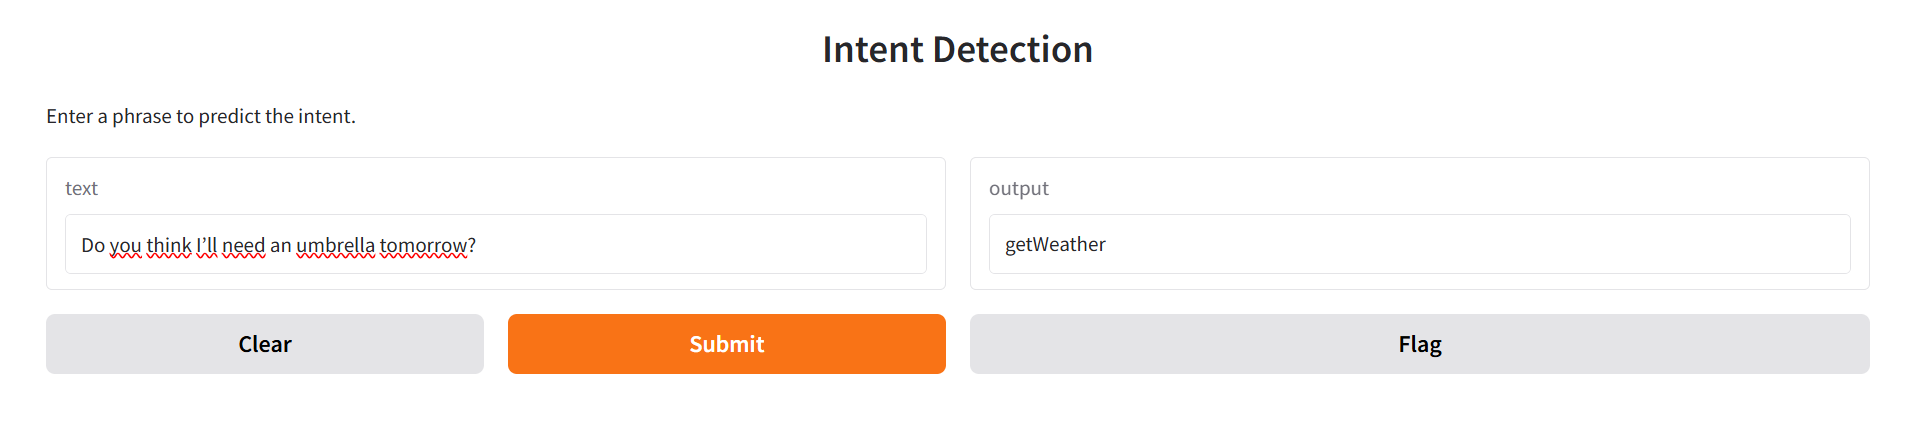 Intent Detection
Enter a phrase to predict the intent.
text
Do you think I’ll need an umbrella tomorrow?
output
getWeather
Clear
Submit
Flag